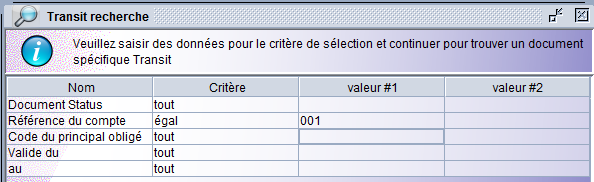 Transit recherche
Veuillez saisir des données pour le critère de sélection et continuer pour trouver un document
spécifique Transit
Nom Critère valeur #1 valeur #2
Document Status tout
Référence du compte égal 001
Code du principal obligé tout
Valide du tout
au tout